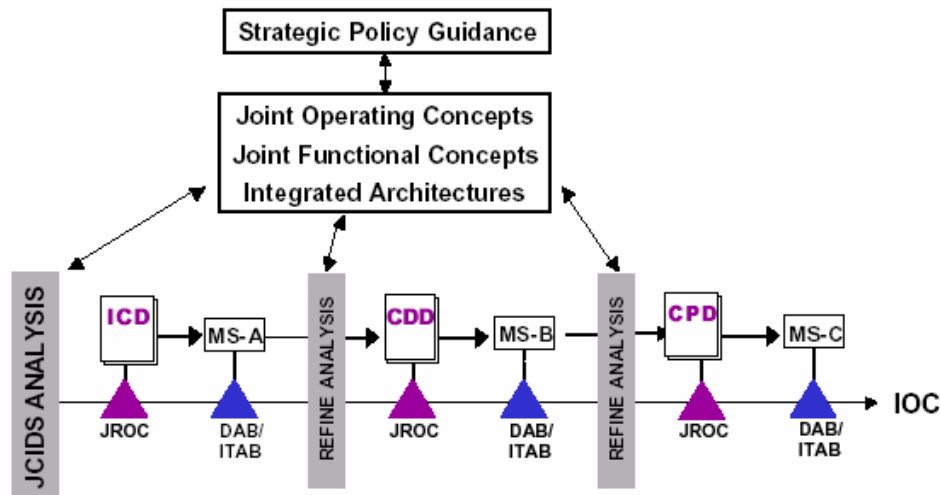 Strategic Policy Guidance
Joint Operating Concepts
Joint Functional Concepts
Integrated Architectures
JCIDS ANALYSIS
ICD
MS-A
REFINE ANALYSIS
CDD
MS-B
REFINE ANALYSIS
CPD
MS-C
IOC
JROC
DAB/
ITAB
JROC
DAB/
ITAB
JROC
DAB/
ITAB